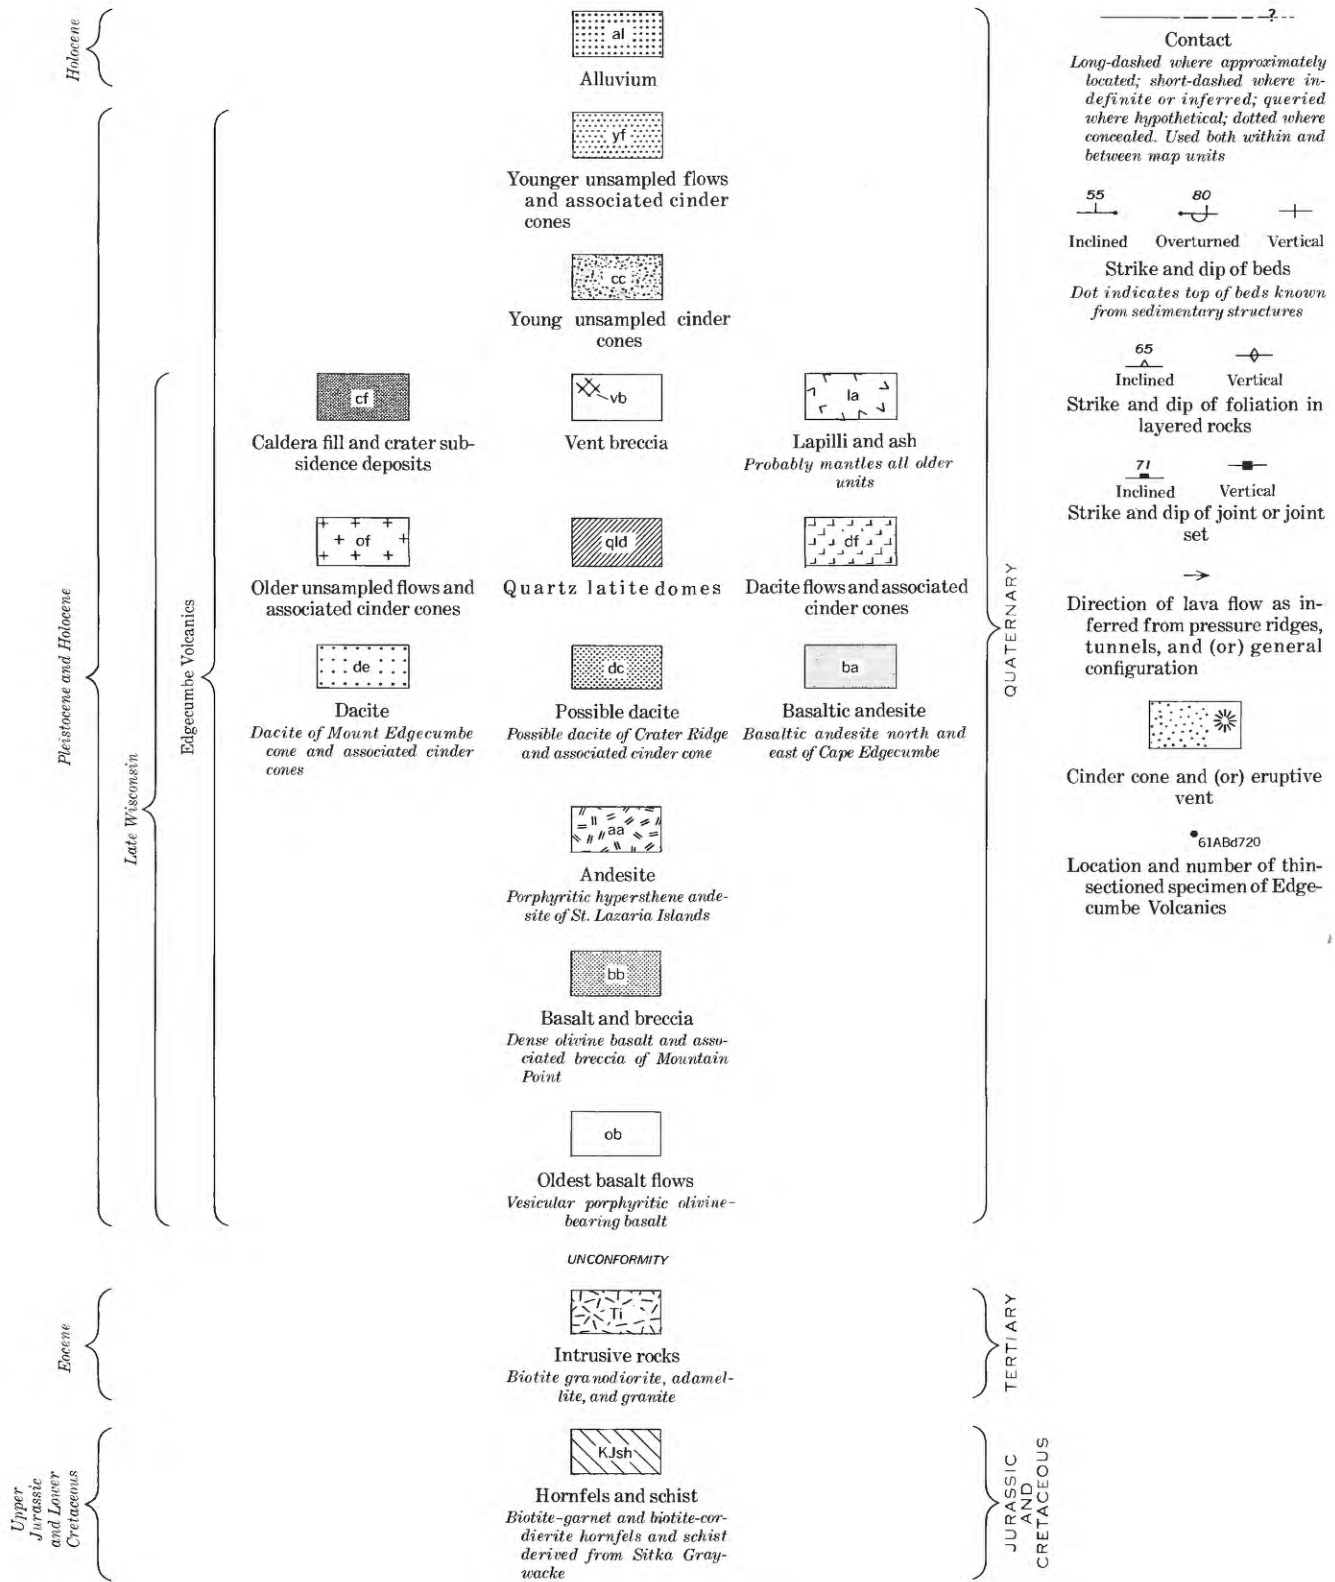 Holocene
al
Alluvium
Pleistocene and Holocene
Late Wisconsin
Edgecumbe Volcanics
yf
Younger unsampled flows
and associated cinder
cones
cc
Young unsampled cinder
cones
cf
Caldera fill and crater sub-
sidence deposits
vb
Vent breccia
la
Lapilli and ash
Probably mantles all older
units
of
Older unsampled flows and
associated cinder cones
qld
Quartz latite domes
df
Dacite flows and associated
cinder cones
de
Dacite
Dacite of Mount Edgecumbe
cone and associated cinder
cones
dc
Possible dacite
Possible dacite of Crater Ridge
and associated cinder cone
ba
Basaltic andesite
Basaltic andesite north and
east of Cape Edgecumbe
aa
Andesite
Porphyritic hypersthene ande-
site of St. Lazaria Islands
bb
Basalt and breccia
Dense olivine basalt and asso-
ciated breccia of Mountain
Point
ob
Oldest basalt flows
Vesicular porphyritic olivine-
bearing basalt
QUATERNARY
UNCONFORMITY
Eocene
Ti
Intrusive rocks
Biotite granodiorite, adamel-
lite, and granite
TERTIARY
Upper
Jurassic
and Lower
Cretaceous
KJsh
Hornfels and schist
Biotite-garnet and biotite-cor-
dierite hornfels and schist
derived from Sitka Gray-
wacke
JURASSIC
AND
CRETACEOUS
?
Contact
Long-dashed where approximately
located; short-dashed where in-
definite or inferred; queried
where hypothetical; dotted where
concealed. Used both within and
between map units
55 80
Inclined Overturned Vertical
Strike and dip of beds
Dot indicates top of beds known
from sedimentary structures
65
Inclined Vertical
Strike and dip of foliation in
layered rocks
71
Inclined Vertical
Strike and dip of joint or joint
set
Direction of lava flow as in-
ferred from pressure ridges,
tunnels, and (or) general
configuration
Cinder cone and (or) eruptive
vent
61ABd720
Location and number of thin-
sectioned specimen of Edge-
cumbe Volcanics